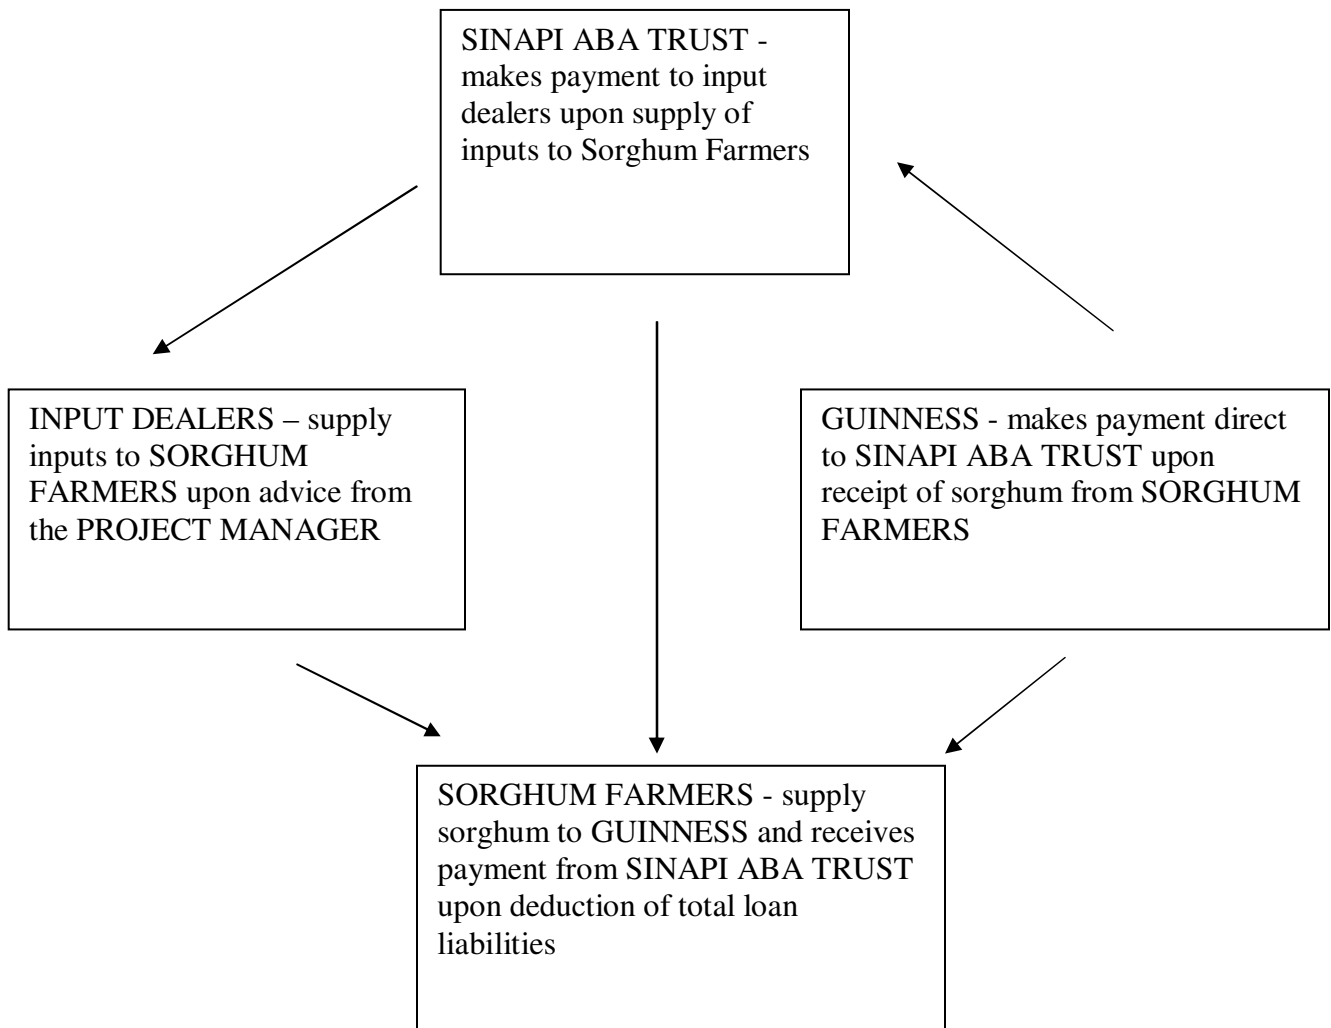 SINAPI ABA TRUST -
makes payment to input
dealers upon supply of
inputs to Sorghum Farmers
INPUT DEALERS – supply
inputs to SORGHUM
FARMERS upon advice from
the PROJECT MANAGER
GUINNESS - makes payment direct
to SINAPI ABA TRUST upon
receipt of sorghum from SORGHUM
FARMERS
SORGHUM FARMERS - supply
sorghum to GUINNESS and receives
payment from SINAPI ABA TRUST
upon deduction of total loan
liabilities